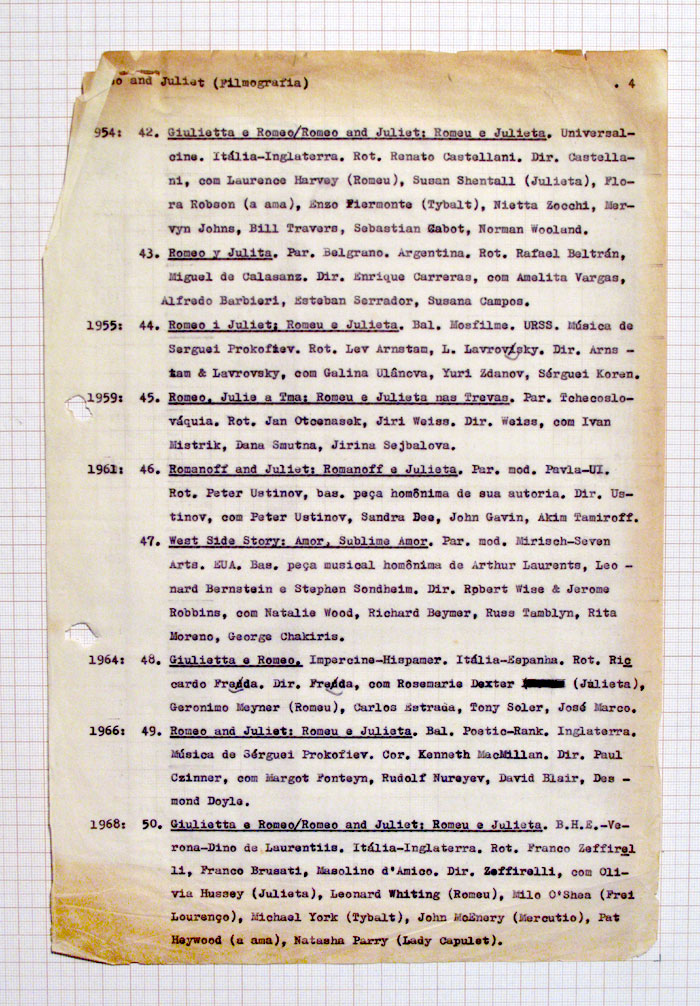 o and Juliet (Filmografia) . 4
954: 42. Giulietta e Romeo/Romeo and Juliet: Romeu e Julieta. Universal-
cine. Itália-Inglaterra. Rot. Renato Castellani. Dir. Castella-
ni, com Laurence Harvey (Romeu), Susan Shentall (Julieta), Flo-
ra Robson (a ama), Enzo Fiermonte (Tybalt), Nietta Zocchi, Mer-
vyn Johns, Bill Travers, Sebastian Cabot, Norman Wooland.
43. Romeo y Julita. Par. Belgrano. Argentina. Rot. Rafael Beltrán,
Miguel de Calasanz. Dir. Enrique Carreras, com Amelita Vargas,
Alfredo Barbieri, Esteban Serrador, Susana Campos.
1955: 44. Romeo i Juliet: Romeu e Julieta. Bal. Mosfilme. URSS. Música de
Serguei Prokofiev. Rot. Lev Arnstam, L. Lavrovisky. Dir. Arns -
tam & Lavrovsky, com Galina Ulânova, Yuri Zdanov, Sérguei Koren.
1959: 45. Romeo, Julie a Tma: Romeu e Julieta nas Trevas. Par. Tchecoslo-
váquia. Rot. Jan Otcenasek, Jiri Weiss. Dir. Weiss, com Ivan
Mistrik, Dana Smutna, Jirina Sejbalova.
1961: 46. Romanoff and Juliet: Romanoff e Julieta. Par. mod. Pavla-UI.
Rot. Peter Ustinov, bas. peça homônima de sua autoria. Dir. Us-
tinov, com Peter Ustinov, Sandra Dee, John Gavin, Akim Tamiroff.
47. West Side Story: Amor, Sublime Amor. Par. mod. Mirisch-Seven
Arts. EUA. Bas. peça musical homônima de Arthur Laurents, Leo -
nard Bernstein e Stephen Sondheim. Dir. Robert Wise & Jerome
Robbins, com Natalie Wood, Richard Beymer, Russ Tamblyn, Rita
Moreno, George Chakiris.
1964: 48. Giulietta e Romeo. Impercine-Hispamer. Itália-Espanha. Rot. Ric
cardo Freda. Dir. Freda, com Rosemarie Dexter (Julieta),
Geronimo Meyner (Romeu), Carlos Estrada, Tony Soler, José Marco.
1966: 49. Romeo and Juliet: Romeu e Julieta. Bal. Poetic-Rank. Inglaterra.
Música de Sérguei Prokofiev. Cor. Kenneth MacMillan. Dir. Paul
Czinner, com Margot Fonteyn, Rudolf Nureyev, David Blair, Des -
mond Doyle.
1968: 50. Giulietta e Romeo/Romeo and Juliet: Romeu e Julieta. B.H.E.-Ve-
rona-Dino de Laurentiis. Itália-Inglaterra. Rot. Franco Zeffirel
li, Franco Brusati, Masolino d'Amico. Dir. Zeffirelli, com Oli-
via Hussey (Julieta), Leonard Whiting (Romeu), Milo O'Shea (Frei
Lourenço), Michael York (Tybalt), John McEnery (Mercutio), Pat
Heywood (a ama), Natasha Parry (Lady Capulet).